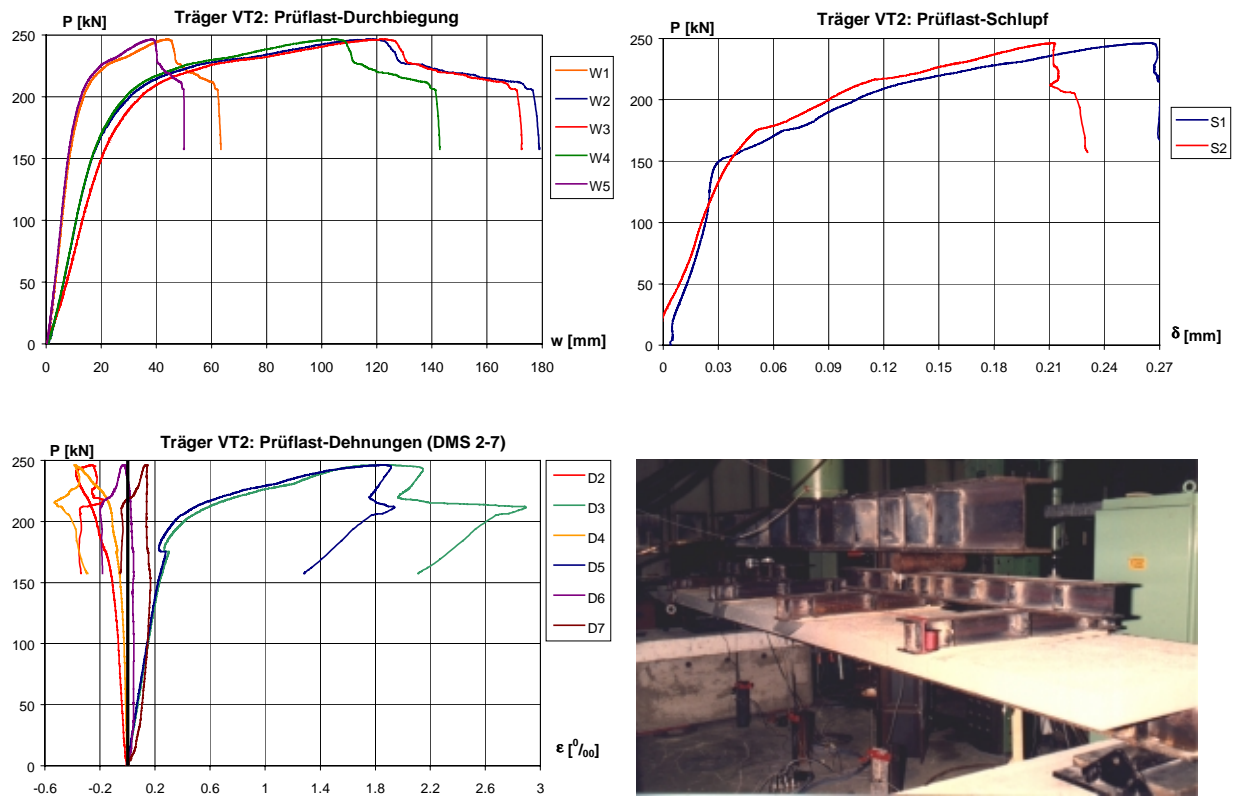 Träger VT2: Prüflast-Durchbiegung
P [kN]
250
200
150
100
50
0
0 20 40 60 80 100 120 140 160 180
w [mm]
W1
W2
W3
W4
W5
Träger VT2: Prüflast-Schlupf
P [kN]
250
200
150
100
50
0
0 0.03 0.06 0.09 0.12 0.15 0.18 0.21 0.24 0.27
δ [mm]
S1
S2
Träger VT2: Prüflast-Dehnungen (DMS 2-7)
P [kN]
250
200
150
100
50
0
-0.6 -0.2 0.2 0.6 1 1.4 1.8 2.2 2.6 3
ε [⁰/₀₀]
D2
D3
D4
D5
D6
D7